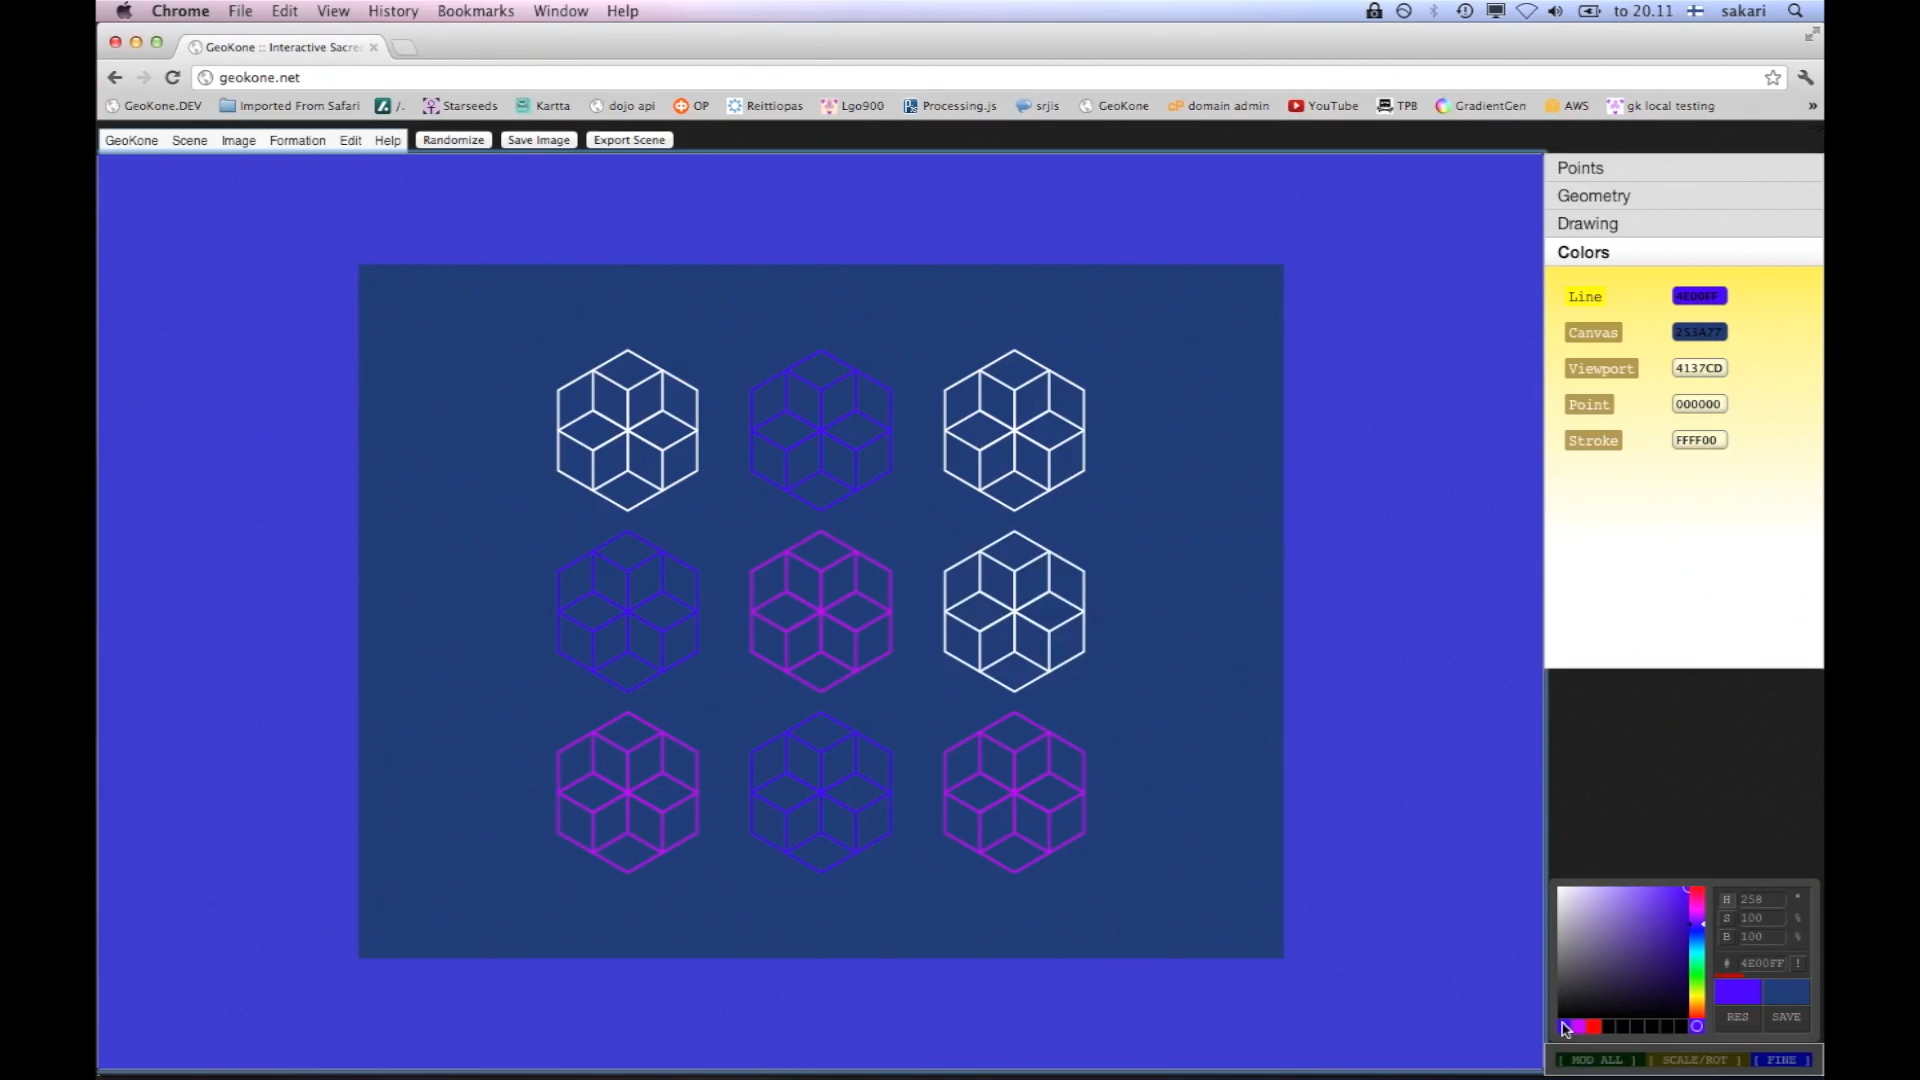 Chrome File Edit View History Bookmarks Window Help to 20.11 sakari
GeoKone :: Interactive Sacre
geokone.net
GeoKone.DEV Imported From Safari /. Starseeds Kartta dojo api OP Reittiopas Lgo900 Processing.js srjis GeoKone cP domain admin YouTube TPB GradientGen AWS gk local testing »
GeoKone Scene Image Formation Edit Help Randomize Save Image Export Scene
Points
Geometry
Drawing
Colors
Line 4E00FF
Canvas 253A77
Viewport 4137CD
Point 000000
Stroke FFFF00
H 258 °
S 100 %
B 100 %
# 4E00FF !
RES SAVE
[ MOD ALL ] [ SCALE/ROT ] [ FINE ]